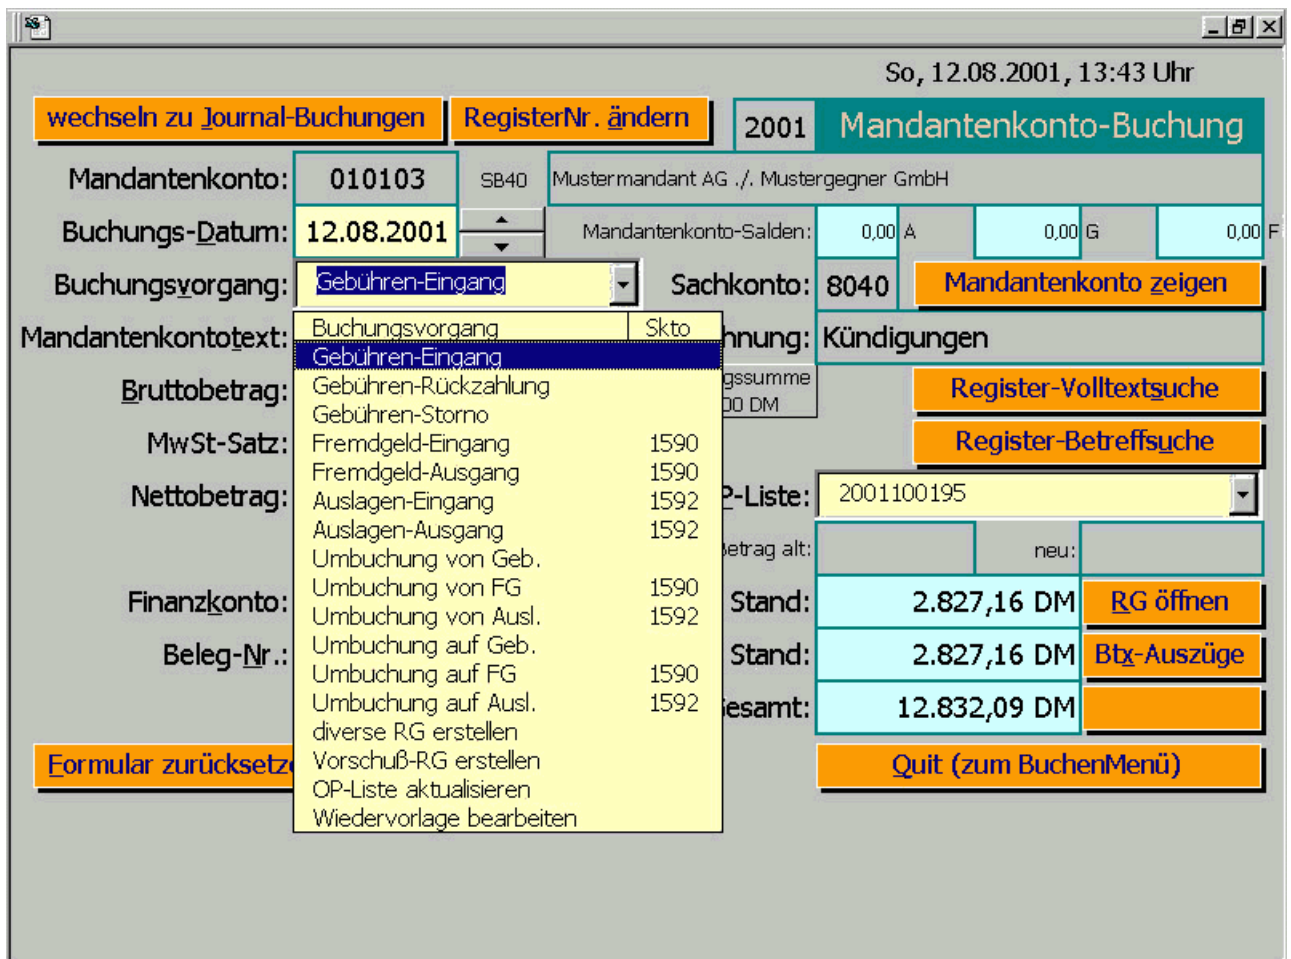 So, 12.08.2001, 13:43 Uhr
wechseln zu Journal-Buchungen RegisterNr. ändern 2001 Mandantenkonto-Buchung
Mandantenkonto: 010103 SB40 Mustermandant AG ./. Mustergegner GmbH
Buchungs-Datum: 12.08.2001 Mandantenkonto-Salden: 0,00 A 0,00 G 0,00 F
Buchungsvorgang: Gebühren-Eingang Sachkonto: 8040 Mandantenkonto zeigen
Mandantenkontotext: hnung: Kündigungen
Buchungsvorgang Skto
Gebühren-Eingang
Gebühren-Rückzahlung
Gebühren-Storno
Fremdgeld-Eingang 1590
Fremdgeld-Ausgang 1590
Auslagen-Eingang 1592
Auslagen-Ausgang 1592
Umbuchung von Geb.
Umbuchung von FG 1590
Umbuchung von Ausl. 1592
Umbuchung auf Geb.
Umbuchung auf FG 1590
Umbuchung auf Ausl. 1592
diverse RG erstellen
Vorschuß-RG erstellen
OP-Liste aktualisieren
Wiedervorlage bearbeiten
Bruttobetrag: gssumme Register-Volltextsuche
00 DM
MwSt-Satz: Register-Betreffsuche
Nettobetrag: P-Liste: 2001100195
Betrag alt: neu:
Finanzkonto: Stand: 2.827,16 DM RG öffnen
Beleg-Nr.: Stand: 2.827,16 DM Btx-Auszüge
Gesamt: 12.832,09 DM
Formular zurücksetze Quit (zum BuchenMenü)